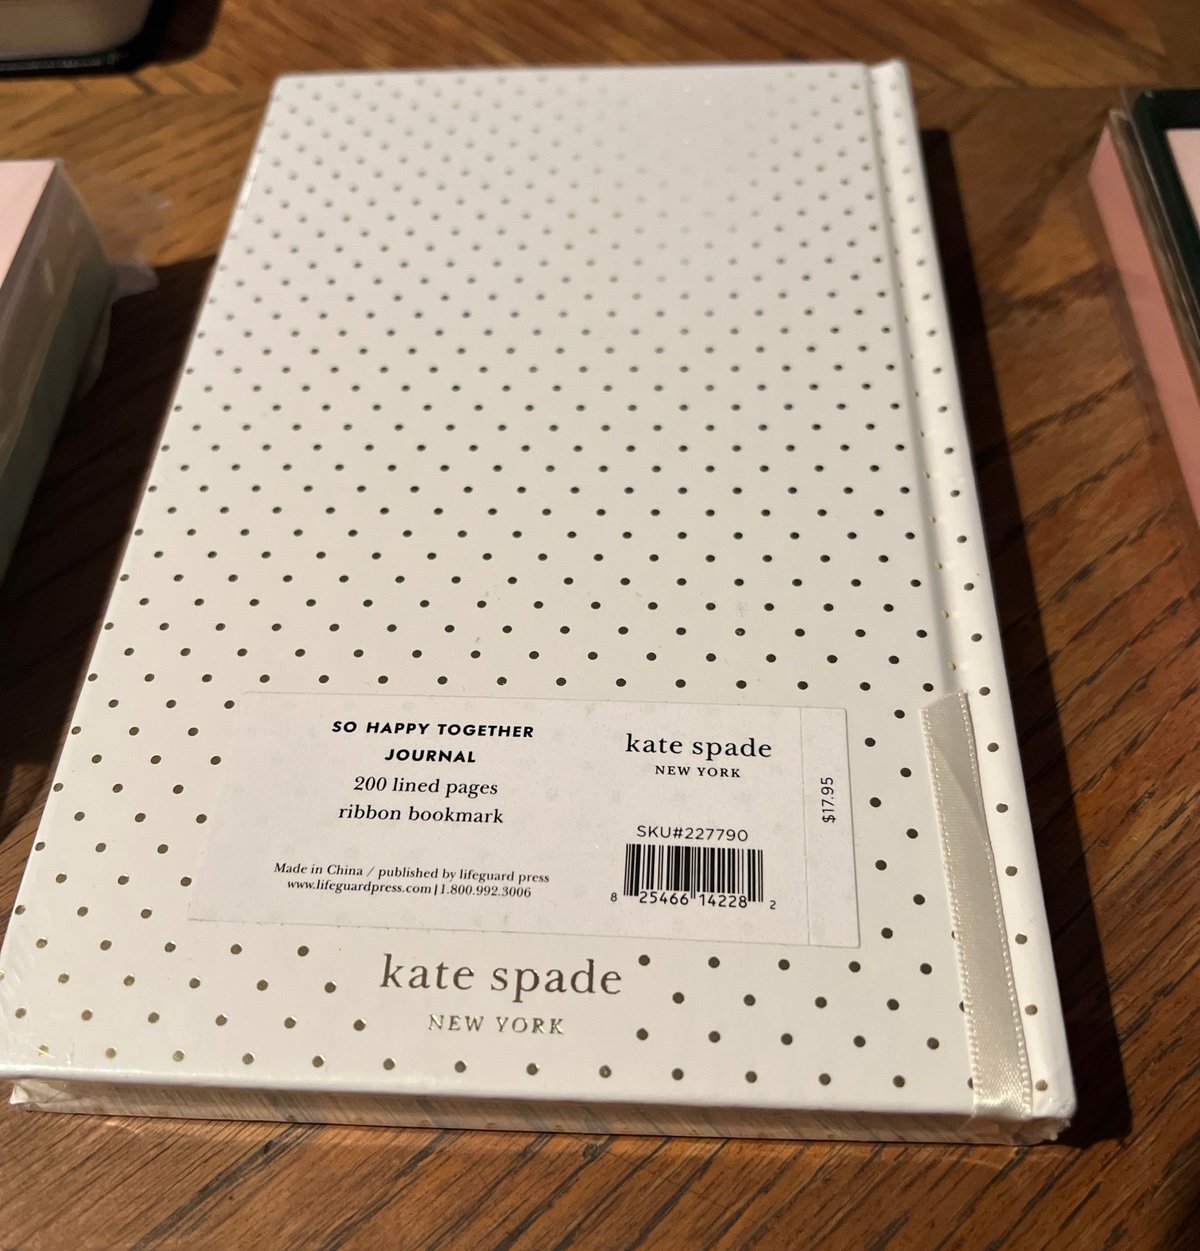 SO HAPPY TOGETHER
JOURNAL
200 lined pages
ribbon bookmark
Made in China / published by lifeguard press
www.lifeguardpress.com | 1.800.992.3006
kate spade
NEW YORK
SKU#227790
8 25466 14228 2
$17.95
kate spade
NEW YORK